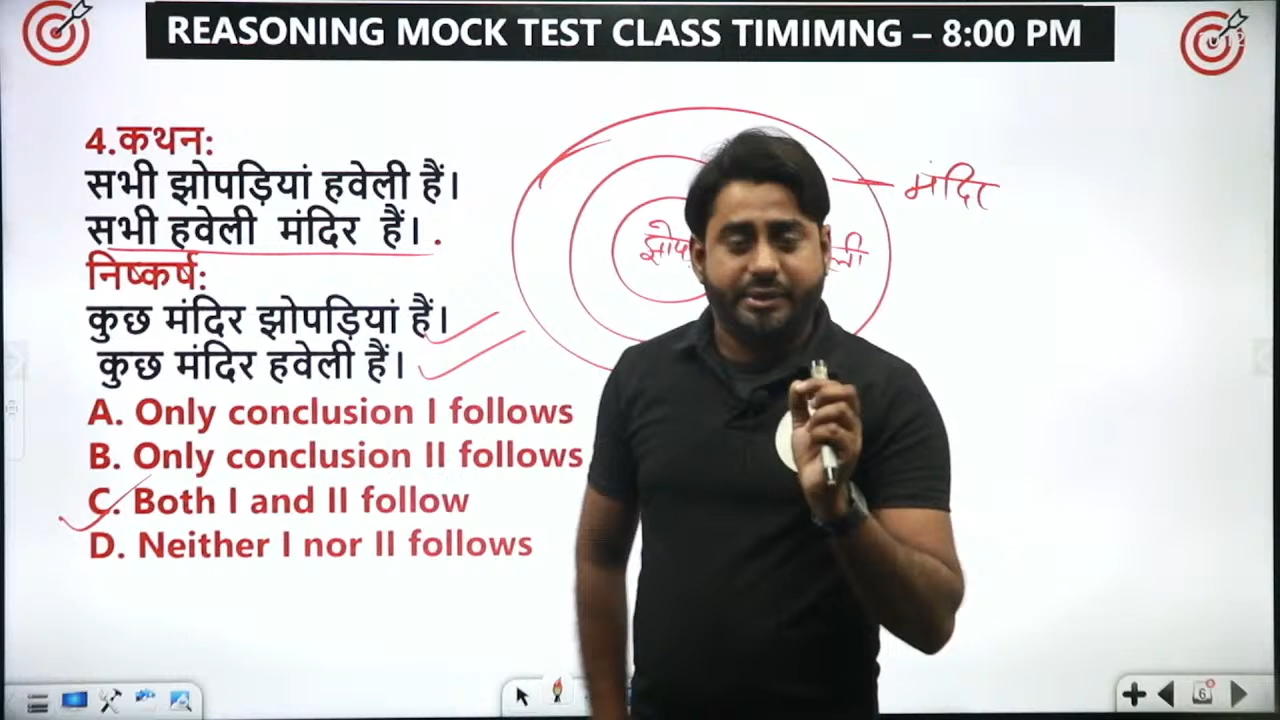 REASONING MOCK TEST CLASS TIMIMNG – 8:00 PM
4.कथन:
सभी झोपड़ियां हवेली हैं।
सभी हवेली मंदिर हैं।.
निष्कर्ष:
कुछ मंदिर झोपड़ियां हैं।
कुछ मंदिर हवेली हैं।
A. Only conclusion I follows
B. Only conclusion II follows
C. Both I and II follow
D. Neither I nor II follows
मंदिर
6